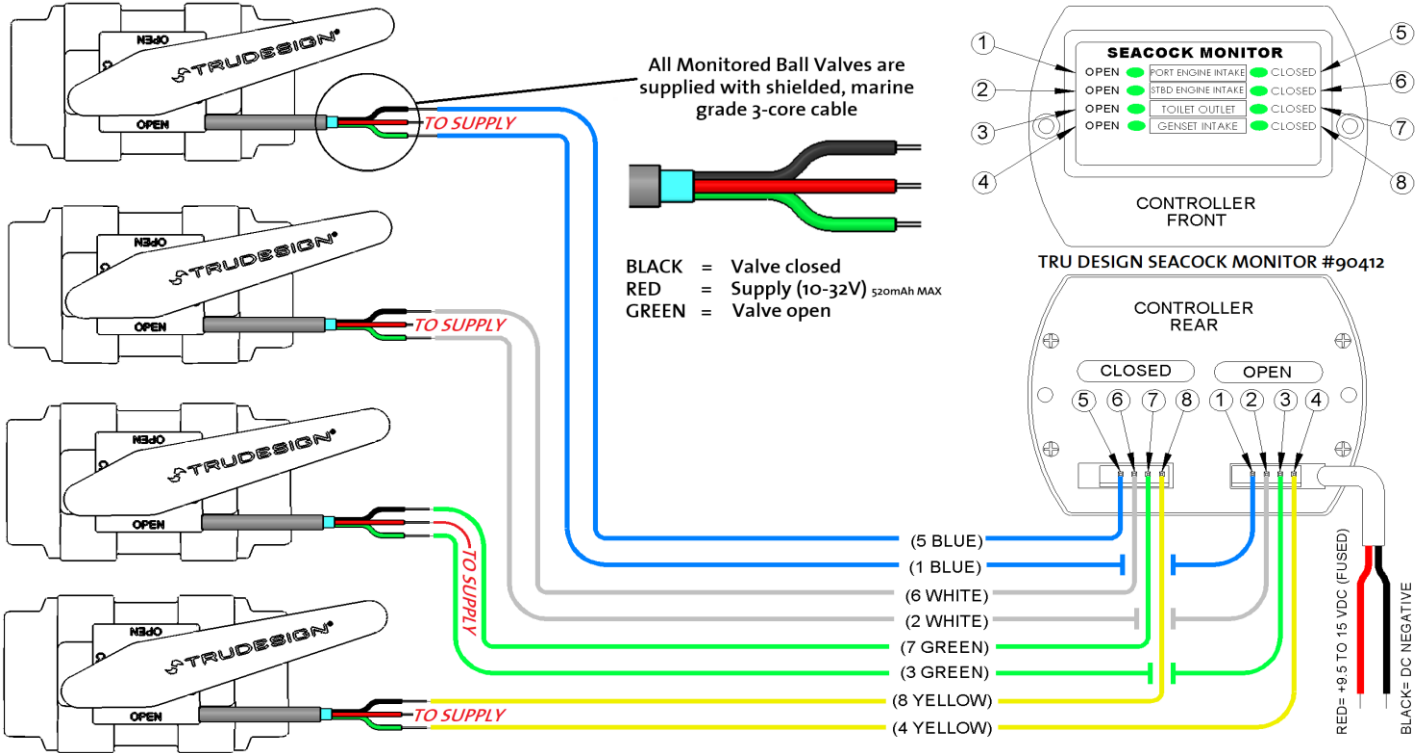 OPEN
TRUDESIGN®
OPEN
TO SUPPLY
All Monitored Ball Valves are
supplied with shielded, marine
grade 3-core cable
BLACK = Valve closed
RED = Supply (10-32V) 520mAh MAX
GREEN = Valve open
OPEN
TRUDESIGN®
OPEN
TO SUPPLY
OPEN
TRUDESIGN®
OPEN
TO SUPPLY
OPEN
TRUDESIGN®
OPEN
TO SUPPLY
SEACOCK MONITOR
1 OPEN PORT ENGINE INTAKE CLOSED 5
2 OPEN STBD ENGINE INTAKE CLOSED 6
3 OPEN TOILET OUTLET CLOSED 7
4 OPEN GENSET INTAKE CLOSED 8
CONTROLLER
FRONT
TRU DESIGN SEACOCK MONITOR #90412
CONTROLLER
REAR
CLOSED OPEN
5 6 7 8 1 2 3 4
(5 BLUE)
(1 BLUE)
(6 WHITE)
(2 WHITE)
(7 GREEN)
(3 GREEN)
(8 YELLOW)
(4 YELLOW)
RED= +9.5 TO 15 VDC (FUSED)
BLACK= DC NEGATIVE